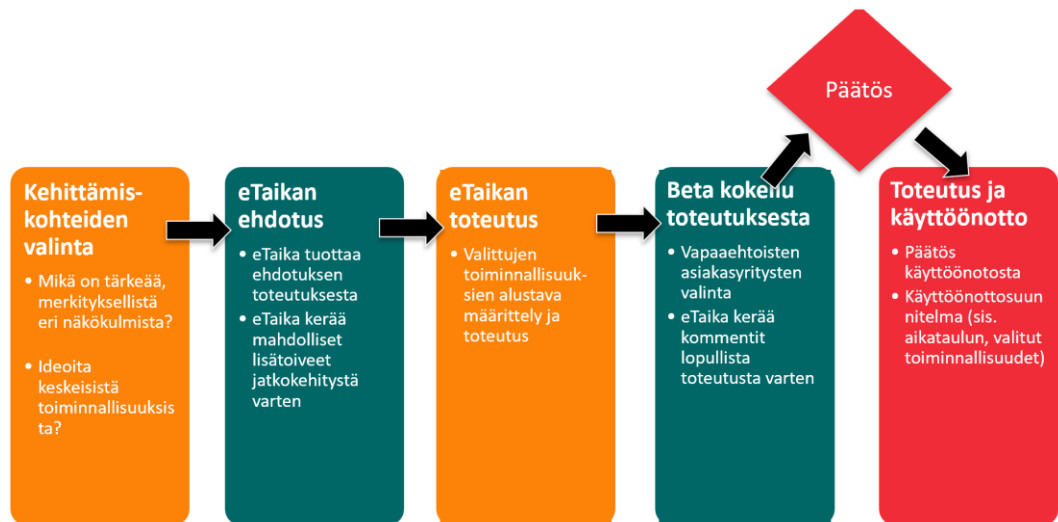 Päätös
Kehittämis-
kohteiden
valinta
• Mikä on tärkeää,
merkityksellistä
eri näkökulmista?
• Ideoita
keskeisistä
toiminnallisuuksis
ta?
eTaikan
ehdotus
• eTaika tuottaa
ehdotuksen
toteutuksesta
• eTaika kerää
mahdolliset
lisätoiveet
jatkokehitystä
varten
eTaikan
toteutus
• Valittujen
toiminnallisuuk-
sien alustava
määrittely ja
toteutus
Beta kokeilu
toteutuksesta
• Vapaaehtoisten
asiakasyritysten
valinta
• eTaika kerää
kommentit
lopullista
toteutusta varten
Toteutus ja
käyttöönotto
• Päätös
käyttöönotosta
• Käyttöönottosuun
nitelma (sis.
aikataulun, valitut
toiminnallisuudet)